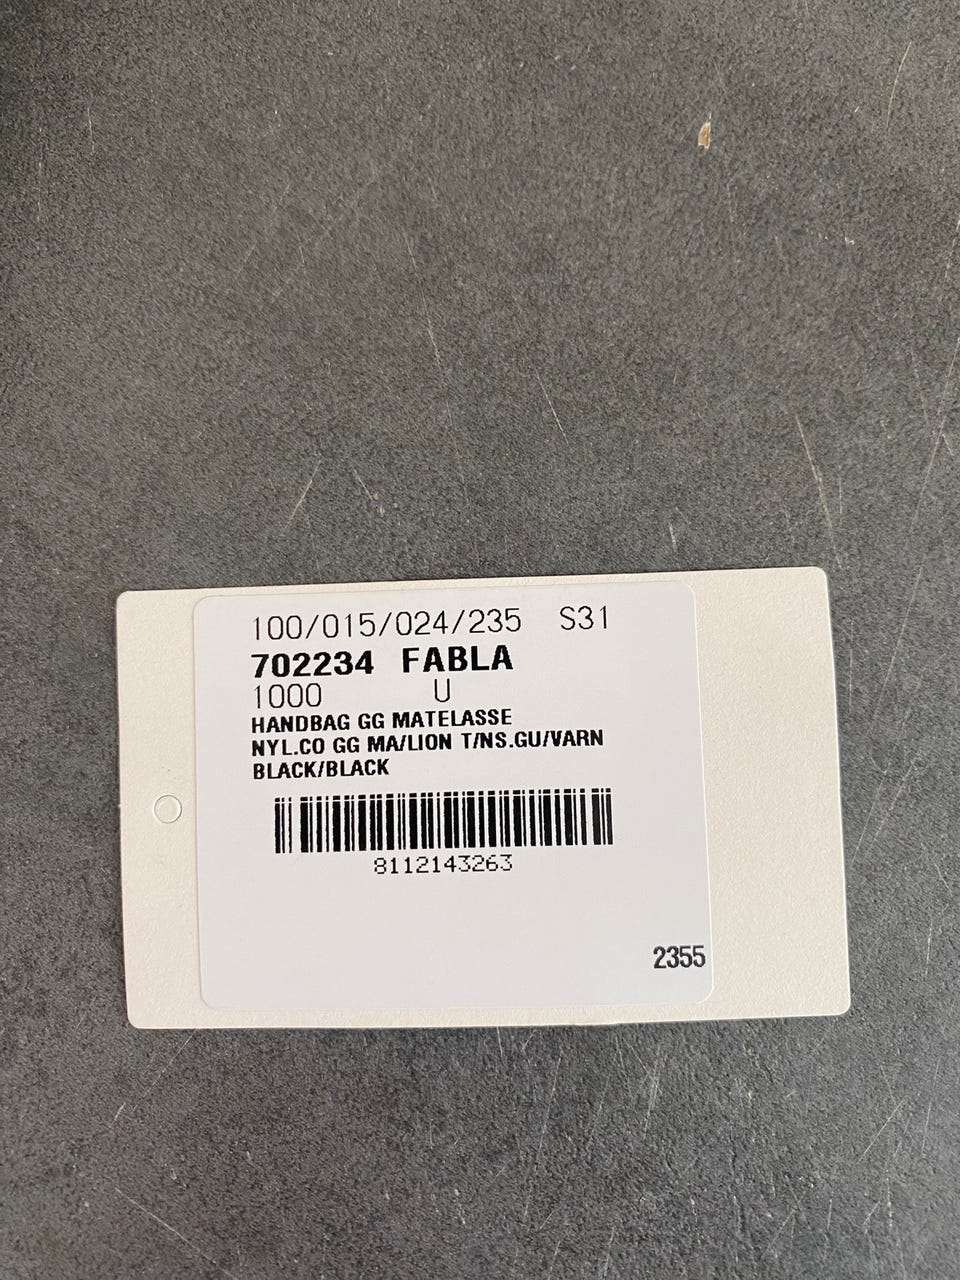 100/015/024/235 S31
702234 FABLA
1000 U
HANDBAG GG MATELASSE
NYL.CO GG MA/LION T/NS.GU/VARN
BLACK/BLACK
8112143263
2355